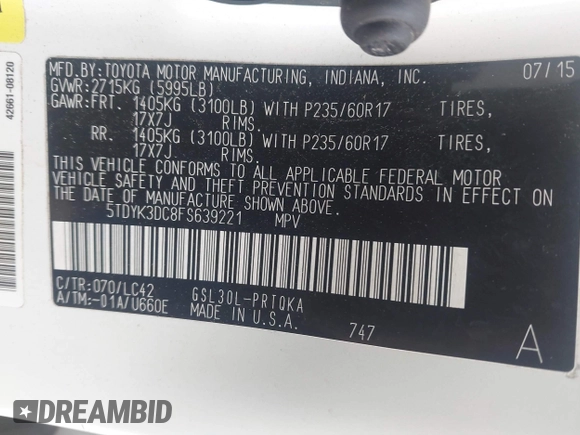 42661-08120
MFD.BY:TOYOTA MOTOR MANUFACTURING, INDIANA, INC. 07/15
GVWR:2715KG (5995LB)
GAWR:FRT. 1405KG (3100LB) WITH P235/60R17 TIRES,
17X7J RIMS.
RR. 1405KG (3100LB) WITH P235/60R17 TIRES,
17X7J RIMS.
THIS VEHICLE CONFORMS TO ALL APPLICABLE FEDERAL MOTOR
VEHICLE SAFETY AND THEFT PREVENTION STANDARDS IN EFFECT ON
THE DATE OF MANUFACTURE SHOWN ABOVE.
5TDYK3DC8FS639221 MPV
C/TR:070/LC42 GSL30L-PRTQKA
A/TM:-01A/U660E MADE IN U.S.A. 747 A
DREAMBID